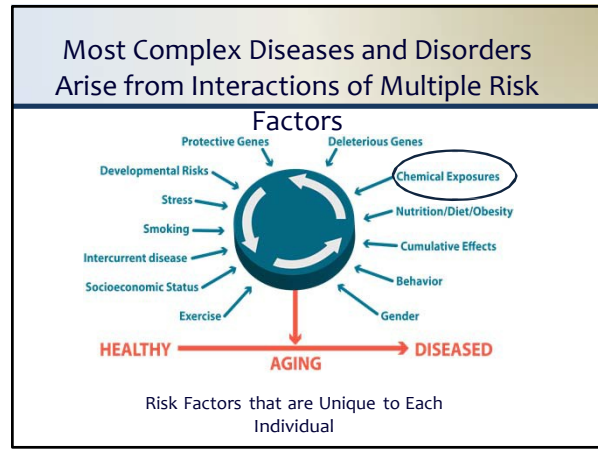 Most Complex Diseases and Disorders
Arise from Interactions of Multiple Risk
Factors
Protective Genes
Deleterious Genes
Developmental Risks
Chemical Exposures
Stress
Nutrition/Diet/Obesity
Smoking
Cumulative Effects
Intercurrent disease
Behavior
Socioeconomic Status
Exercise
Gender
HEALTHY
DISEASED
AGING
Risk Factors that are Unique to Each
Individual